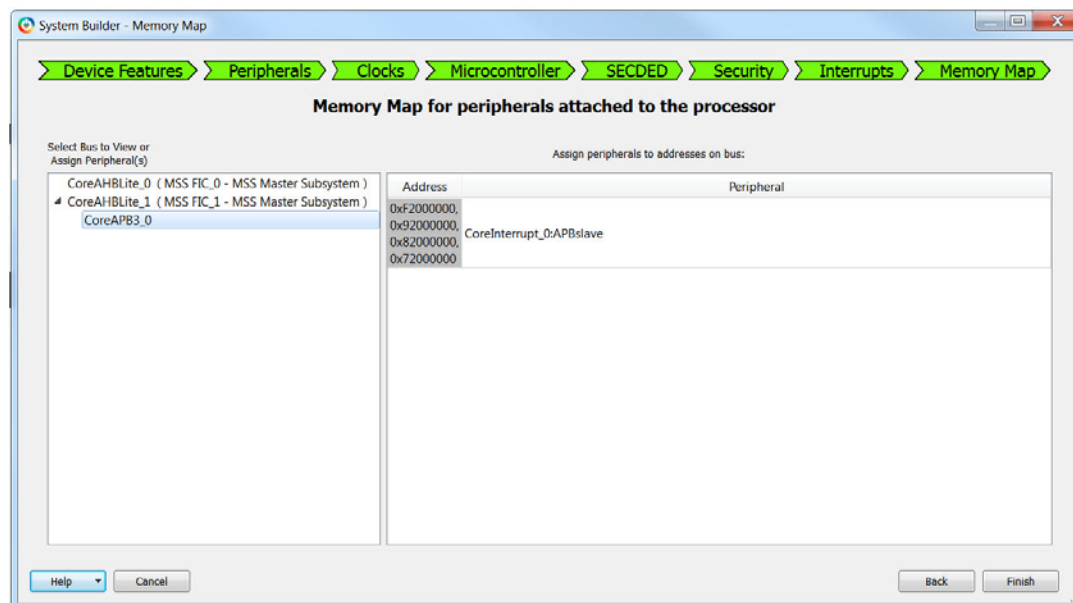 System Builder - Memory Map
Device Features
Peripherals
Clocks
Microcontroller
SECDED
Security
Interrupts
Memory Map
Memory Map for peripherals attached to the processor
Select Bus to View or
Assign Peripheral(s)
Assign peripherals to addresses on bus:
CoreAHBLite_0 ( MSS FIC_0 - MSS Master Subsystem )
CoreAHBLite_1 ( MSS FIC_1 - MSS Master Subsystem )
CoreAPB3_0
Address
Peripheral
0xF2000000,
0x92000000,
0x82000000,
0x72000000
CoreInterrupt_0:APBslave
Help
Cancel
Back
Finish